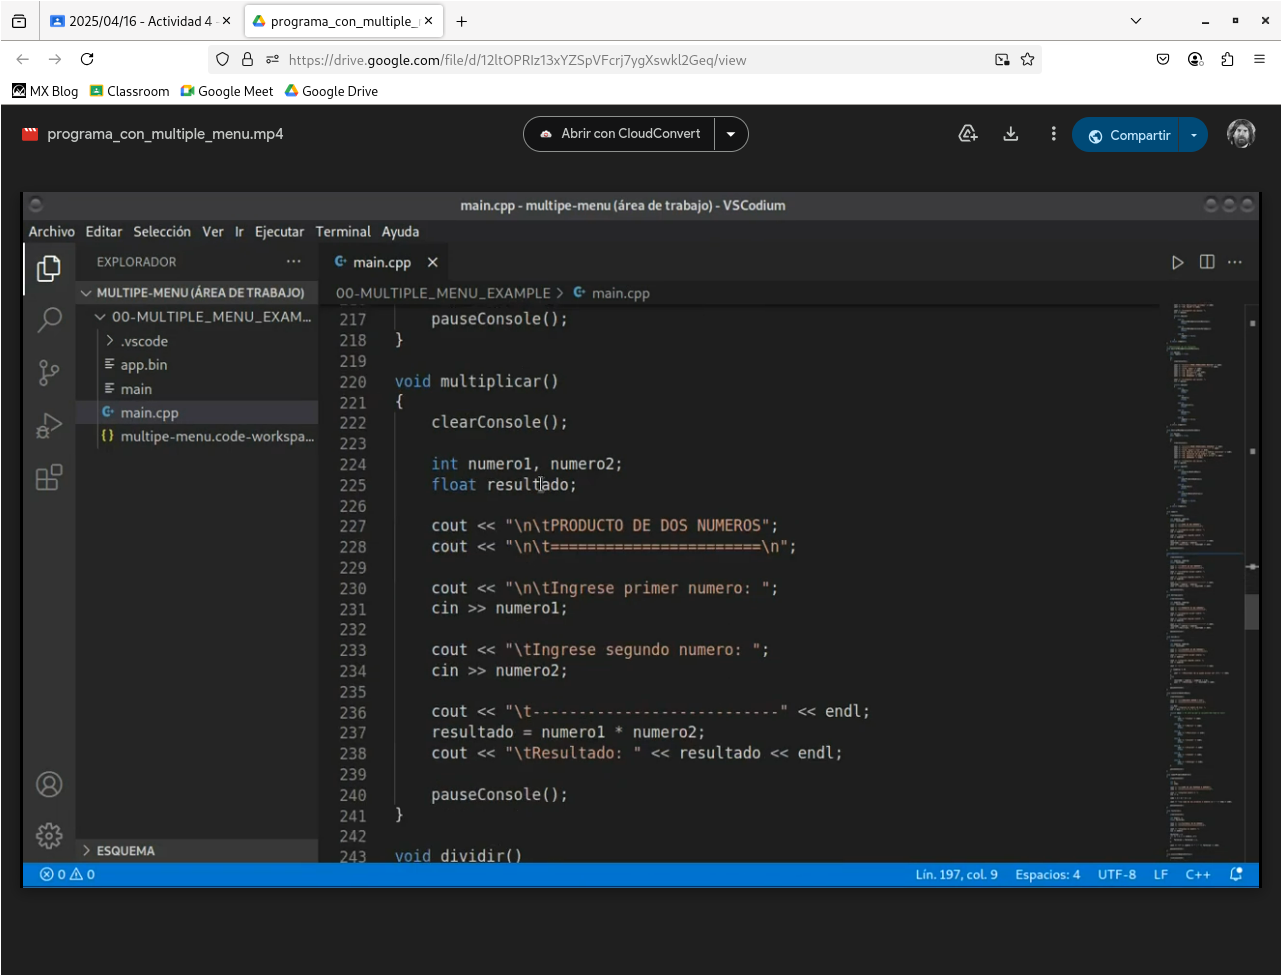 2025/04/16 - Actividad 4 -
programa_con_multiple_
https://drive.google.com/file/d/12ltOPRIz13xYZSpVFcrj7ygXswkl2Geq/view
MX Blog Classroom Google Meet Google Drive
programa_con_multiple_menu.mp4
Abrir con CloudConvert
Compartir
main.cpp - multipe-menu (área de trabajo) - VSCodium
Archivo Editar Selección Ver Ir Ejecutar Terminal Ayuda
EXPLORADOR
MULTIPE-MENU (ÁREA DE TRABAJO)
00-MULTIPLE_MENU_EXAM...
.vscode
app.bin
main
main.cpp
multipe-menu.code-workspa...
ESQUEMA
main.cpp
00-MULTIPLE_MENU_EXAMPLE > main.cpp
217 pauseConsole();
218 }
219
220 void multiplicar()
221 {
222 clearConsole();
223
224 int numero1, numero2;
225 float resultado;
226
227 cout << "\n\tPRODUCTO DE DOS NUMEROS";
228 cout << "\n\t=======================\n";
229
230 cout << "\n\tIngrese primer numero: ";
231 cin >> numero1;
232
233 cout << "\tIngrese segundo numero: ";
234 cin >> numero2;
235
236 cout << "\t---------------------------" << endl;
237 resultado = numero1 * numero2;
238 cout << "\tResultado: " << resultado << endl;
239
240 pauseConsole();
241 }
242
243 void dividir()
0 0
Lín. 197, col. 9 Espacios: 4 UTF-8 LF C++